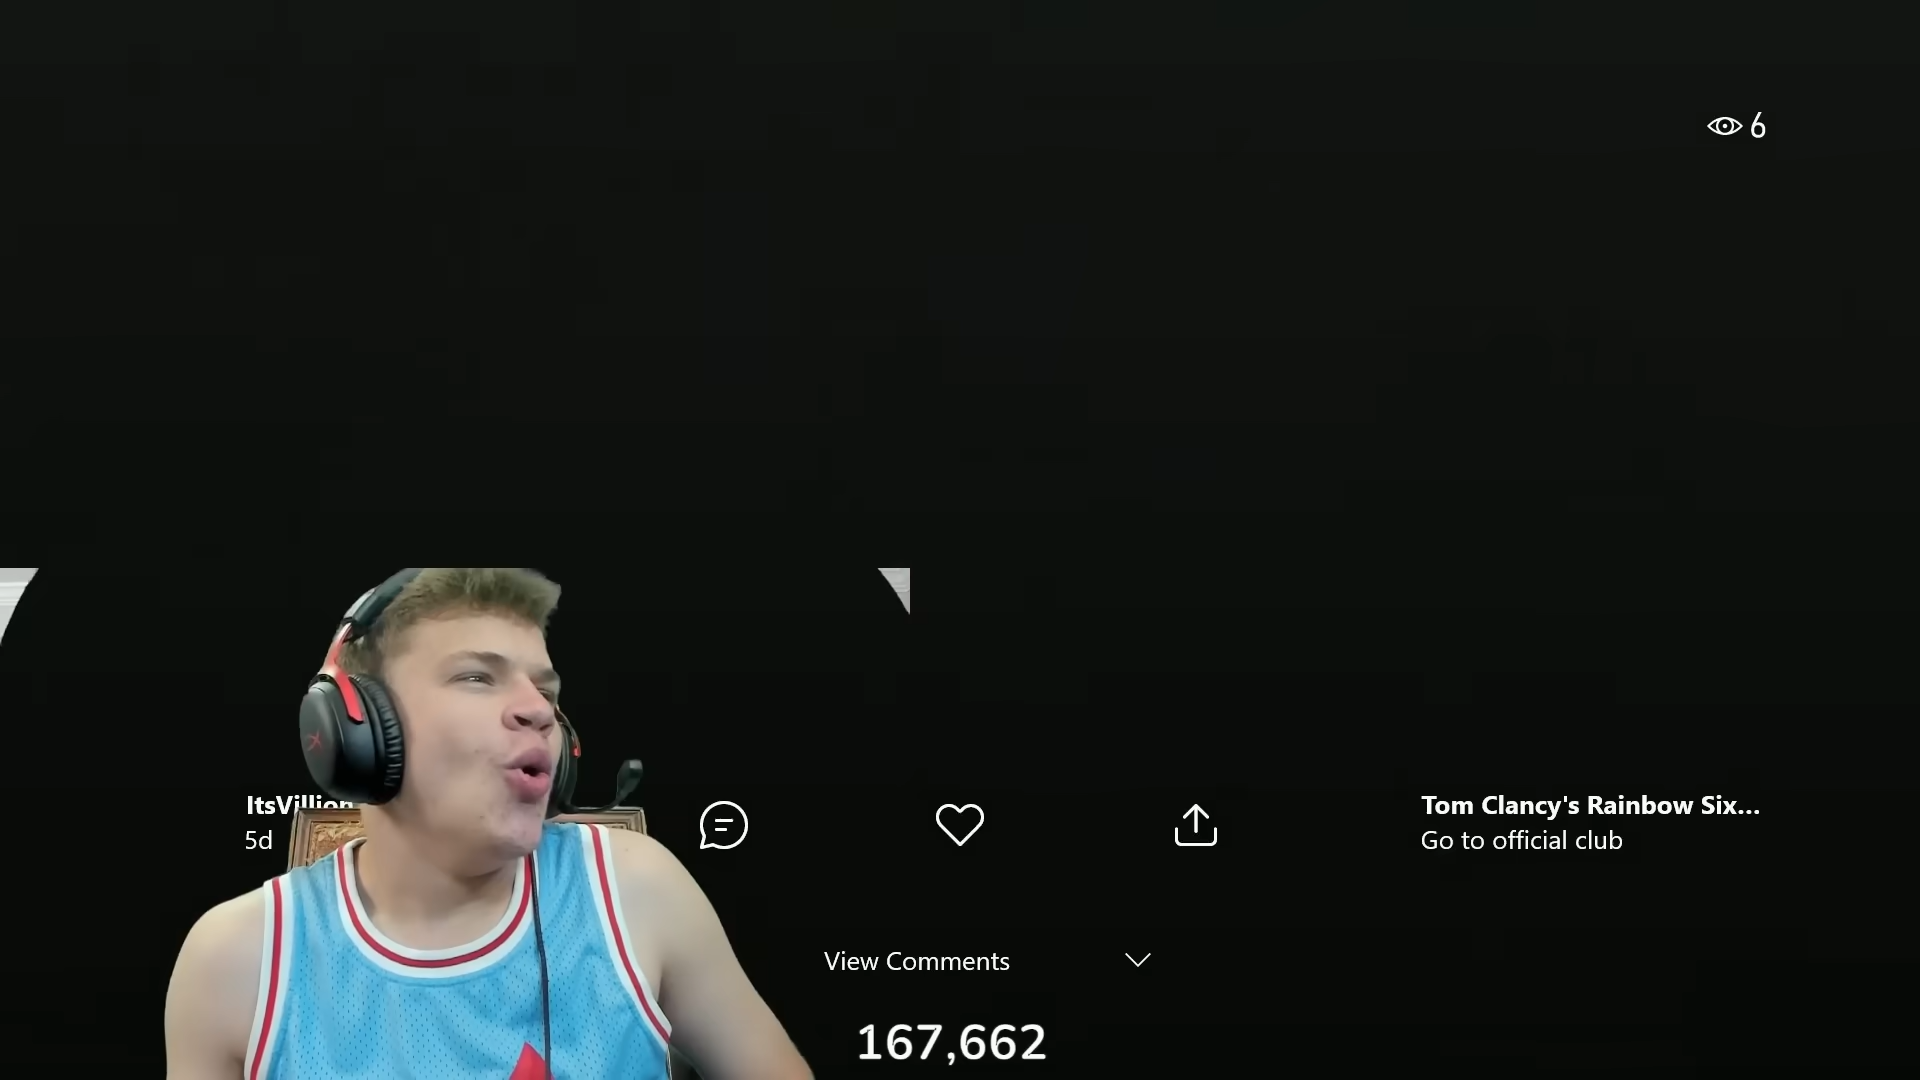 6
ItsVillion
5d
Tom Clancy's Rainbow Six...
Go to official club
View Comments
167,662